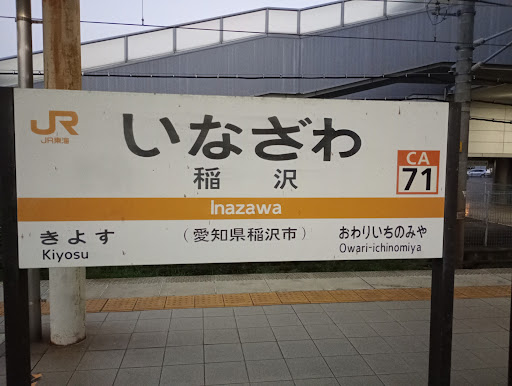 JR
JR東海
いなざわ
稲沢
CA
71
Inazawa
きよす
Kiyosu
(愛知県稲沢市)
おわりいちのみや
Owari-ichinomiya